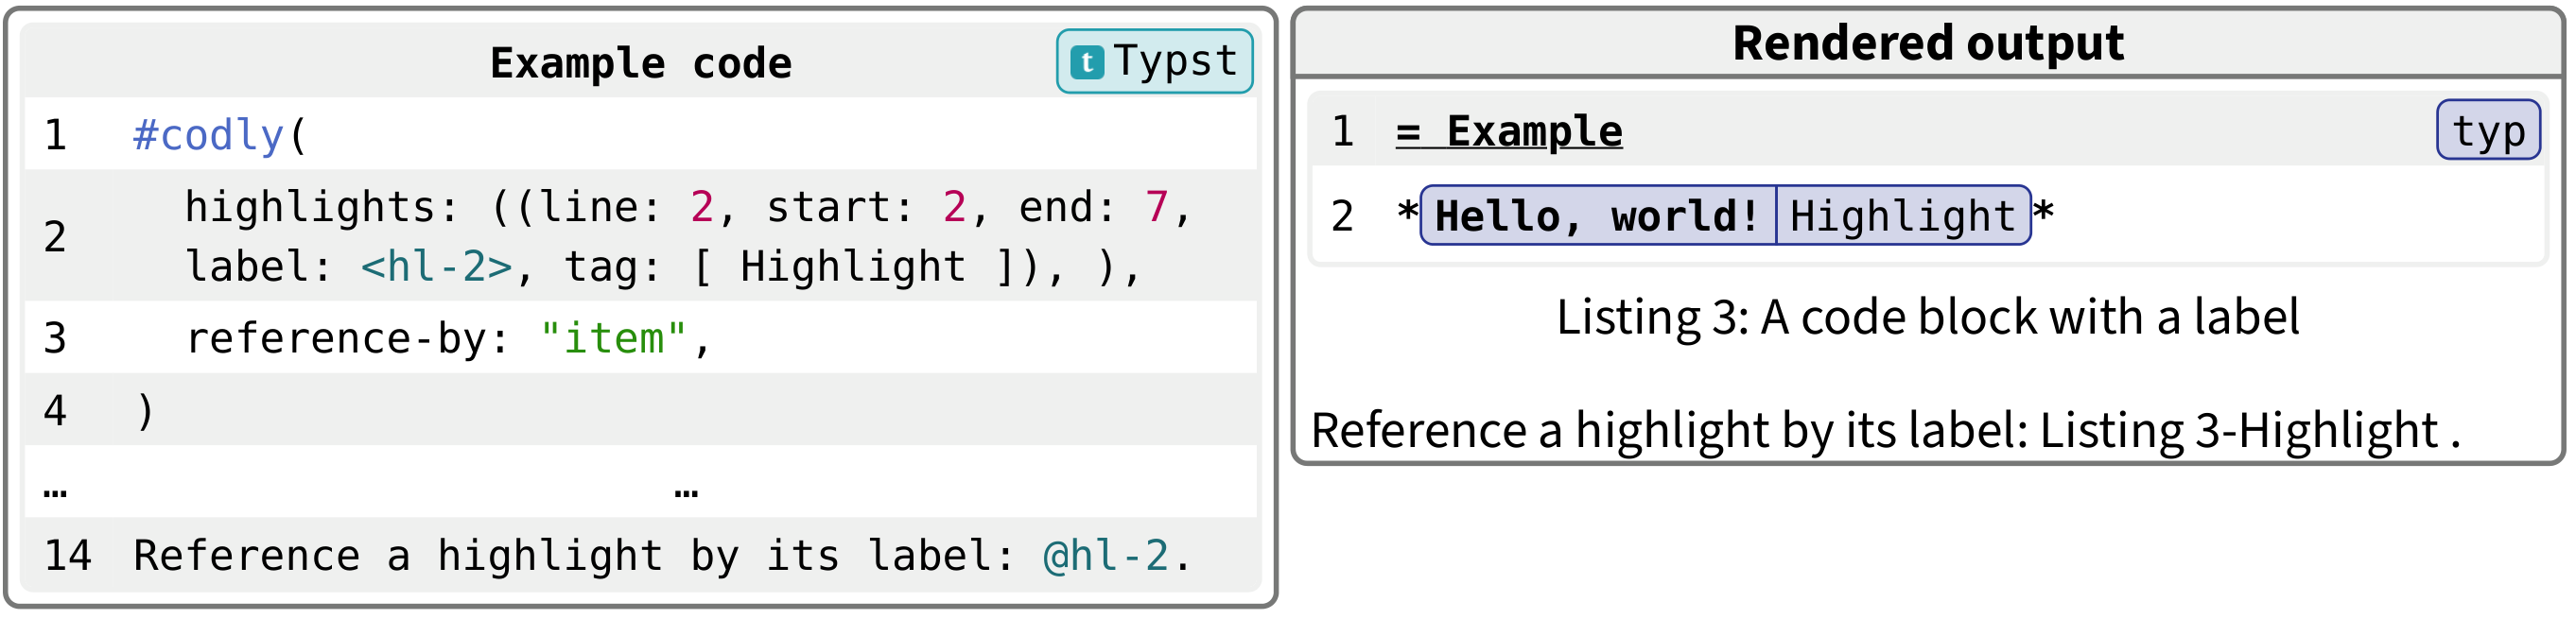 Example code
t Typst
1 #codly(
2 highlights: ((line: 2, start: 2, end: 7,
label: <hl-2>, tag: [ Highlight ]), ),
3 reference-by: "item",
4 )
… …
14 Reference a highlight by its label: @hl-2.
Rendered output
1 = Example typ
2 *Hello, world! Highlight*
Listing 3: A code block with a label
Reference a highlight by its label: Listing 3-Highlight .